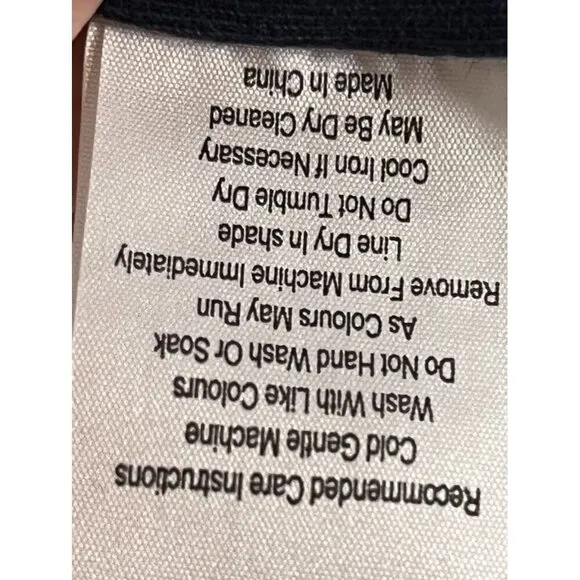 Recommended Care Instructions
Cold Gentle Machine
Wash With Like Colours
Do Not Hand Wash Or Soak
As Colours May Run
Remove From Machine Immediately
Line Dry In shade
Do Not Tumble Dry
Cool Iron If Necessary
May Be Dry Cleaned
Made In China